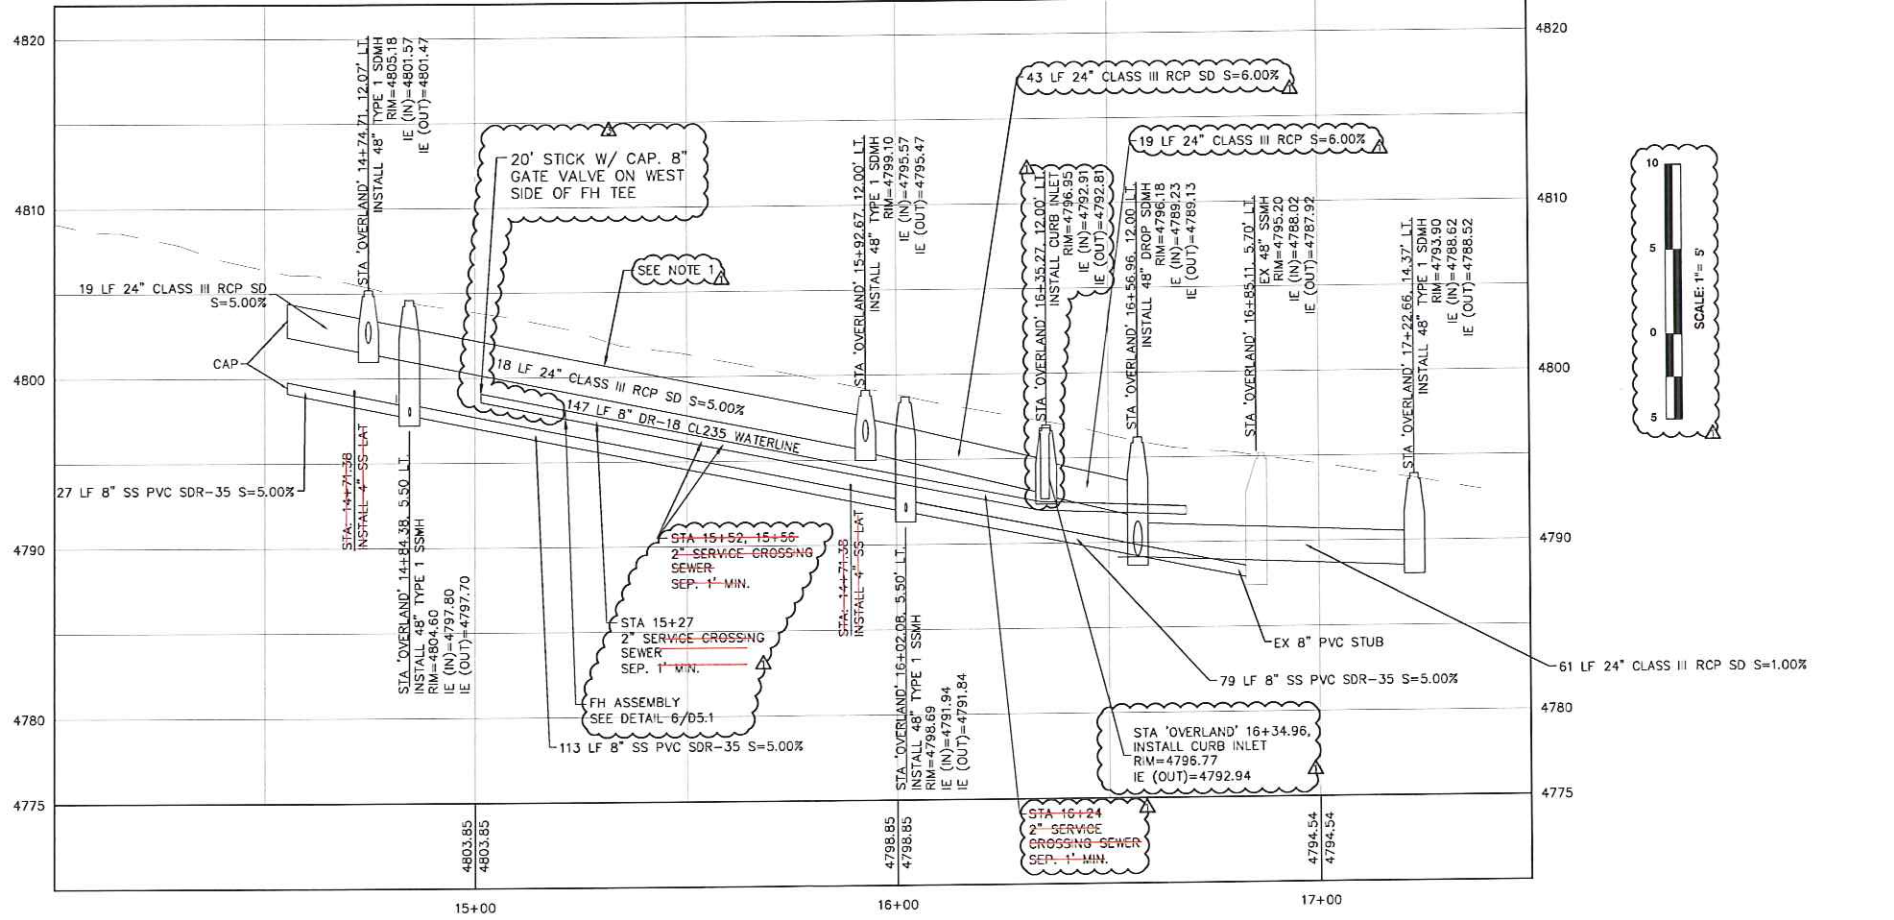 4820
4810
4800
4790
4780
4775
4820
4810
4800
4790
4780
4775
STA 'OVERLAND' 14+74.71, 12.07' LT.
INSTALL 48" TYPE 1 SDMH
RIM=4805.18
IE (IN)=4801.57
IE (OUT)=4801.47
20' STICK W/ CAP. 8"
GATE VALVE ON WEST
SIDE OF FH TEE
SEE NOTE 1
STA 'OVERLAND' 15+92.67, 12.00' LT.
INSTALL 48" TYPE 1 SDMH
RIM=4799.10
IE (IN)=4795.57
IE (OUT)=4795.47
43 LF 24" CLASS III RCP SD S=6.00%
19 LF 24" CLASS III RCP S=6.00%
STA 'OVERLAND' 16+35.27, 12.00' LT.
INSTALL CURB INLET
RIM=4796.95
IE (IN)=4792.91
IE (OUT)=4792.81
STA 'OVERLAND' 16+56.96, 12.00 LT.
INSTALL 48" DROP SDMH
RIM=4796.18
IE (IN)=4789.23
IE (OUT)=4789.13
STA 'OVERLAND' 16+85.11, 5.70' LT.
EX 48" SSMH
RIM=4795.20
IE (IN)=4788.02
IE (OUT)=4787.92
STA 'OVERLAND' 17+22.66, 14.37' LT.
INSTALL 48" TYPE 1 SDMH
RIM=4793.90
IE (IN)=4788.62
IE (OUT)=4788.52
10
5
0
5
SCALE: 1"= 5'
19 LF 24" CLASS III RCP SD
S=5.00%
CAP
18 LF 24" CLASS III RCP SD S=5.00%
147 LF 8" DR-18 CL235 WATERLINE
27 LF 8" SS PVC SDR-35 S=5.00%
STA: 14+71.38
INSTALL 4" SS LAT
STA 'OVERLAND' 14+84.38, 5.50 LT.
INSTALL 48" TYPE 1 SSMH
RIM=4804.60
IE (IN)=4797.80
IE (OUT)=4797.70
STA 15+52, 15+56
2" SERVICE CROSSING
SEWER
SEP. 1' MIN.
STA 15+27
2" SERVICE CROSSING
SEWER
SEP. 1' MIN.
FH ASSEMBLY
SEE DETAIL 6/D5.1
113 LF 8" SS PVC SDR-35 S=5.00%
STA: 14+71.38
INSTALL 4" SS LAT
STA 'OVERLAND' 16+02.08, 5.50' LT.
INSTALL 48" TYPE 1 SSMH
RIM=4798.69
IE (IN)=4791.94
IE (OUT)=4791.84
EX 8" PVC STUB
61 LF 24" CLASS III RCP SD S=1.00%
79 LF 8" SS PVC SDR-35 S=5.00%
STA 'OVERLAND' 16+34.96,
INSTALL CURB INLET
RIM=4796.77
IE (OUT)=4792.94
STA 16+24
2" SERVICE
CROSSING SEWER
SEP. 1' MIN.
4803.85
4803.85
4798.85
4798.85
4794.54
4794.54
15+00
16+00
17+00